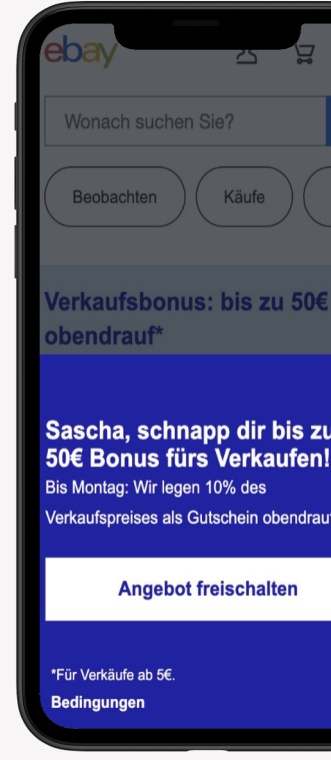 ebay
Wonach suchen Sie?
Beobachten Käufe
Verkaufsbonus: bis zu 50€
obendrauf*
Sascha, schnapp dir bis zu
50€ Bonus fürs Verkaufen!
Bis Montag: Wir legen 10% des
Verkaufspreises als Gutschein obendrauf
Angebot freischalten
*Für Verkäufe ab 5€.
Bedingungen